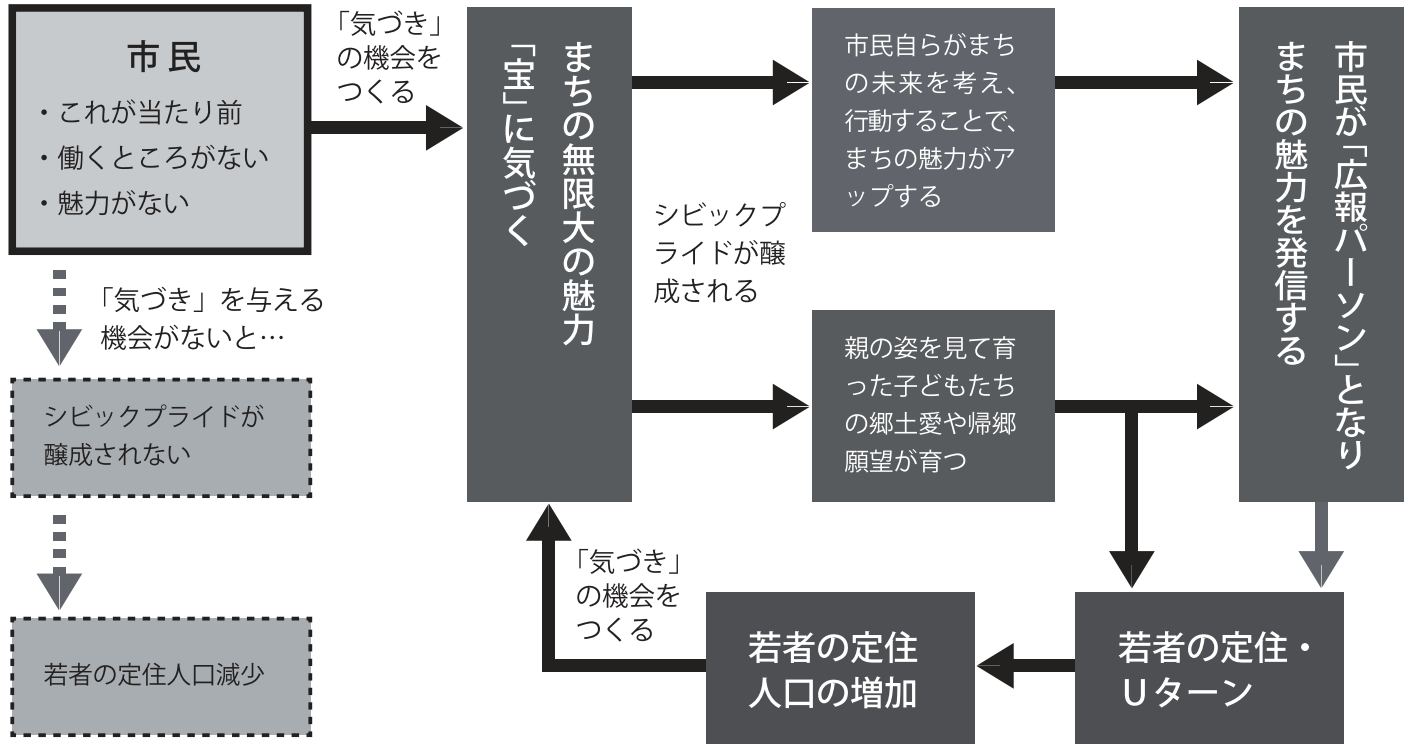 市民
・これが当たり前
・働くところがない
・魅力がない
「気づき」
の機会を
つくる
まちの無限大の魅力
「宝」に気づく
シビックプ
ライドが醸
成される
市民自らがまち
の未来を考え、
行動することで、
まちの魅力がア
ップする
親の姿を見て育
った子どもたち
の郷土愛や帰郷
願望が育つ
市民が「広報パーソン」となり
まちの魅力を発信する
「気づき」を与える
機会がないと…
シビックプライドが
醸成されない
若者の定住人口減少
「気づき」
の機会を
つくる
若者の定住
人口の増加
若者の定住・
Uターン